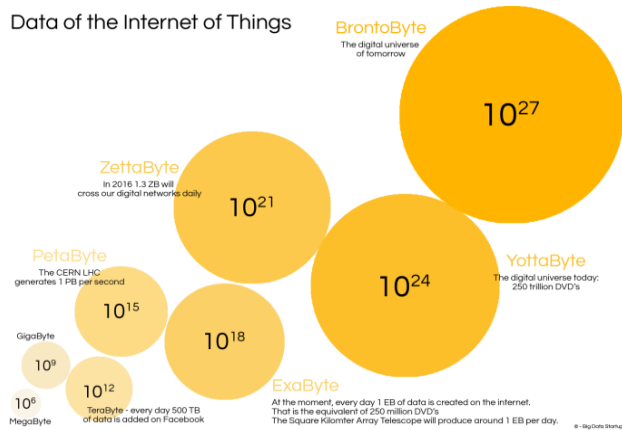 Data of the Internet of Things
BrontoByte
The digital universe
of tomorrow
10²⁷
ZettaByte
In 2016 1.3 ZB will
cross our digital networks daily
10²¹
YottaByte
The digital universe today:
250 trillion DVD's
10²⁴
PetaByte
The CERN LHC
generates 1 PB per second
10¹⁵
10¹⁸
GigaByte
10⁹
10¹²
10⁶
MegaByte
TeraByte - every day 500 TB
of data is added on Facebook
ExaByte
At the moment, every day 1 EB of data is created on the internet.
That is the equivalent of 250 million DVD's
The Square Kilomter Array Telescope will produce around 1 EB per day.
© - Big Data Startup